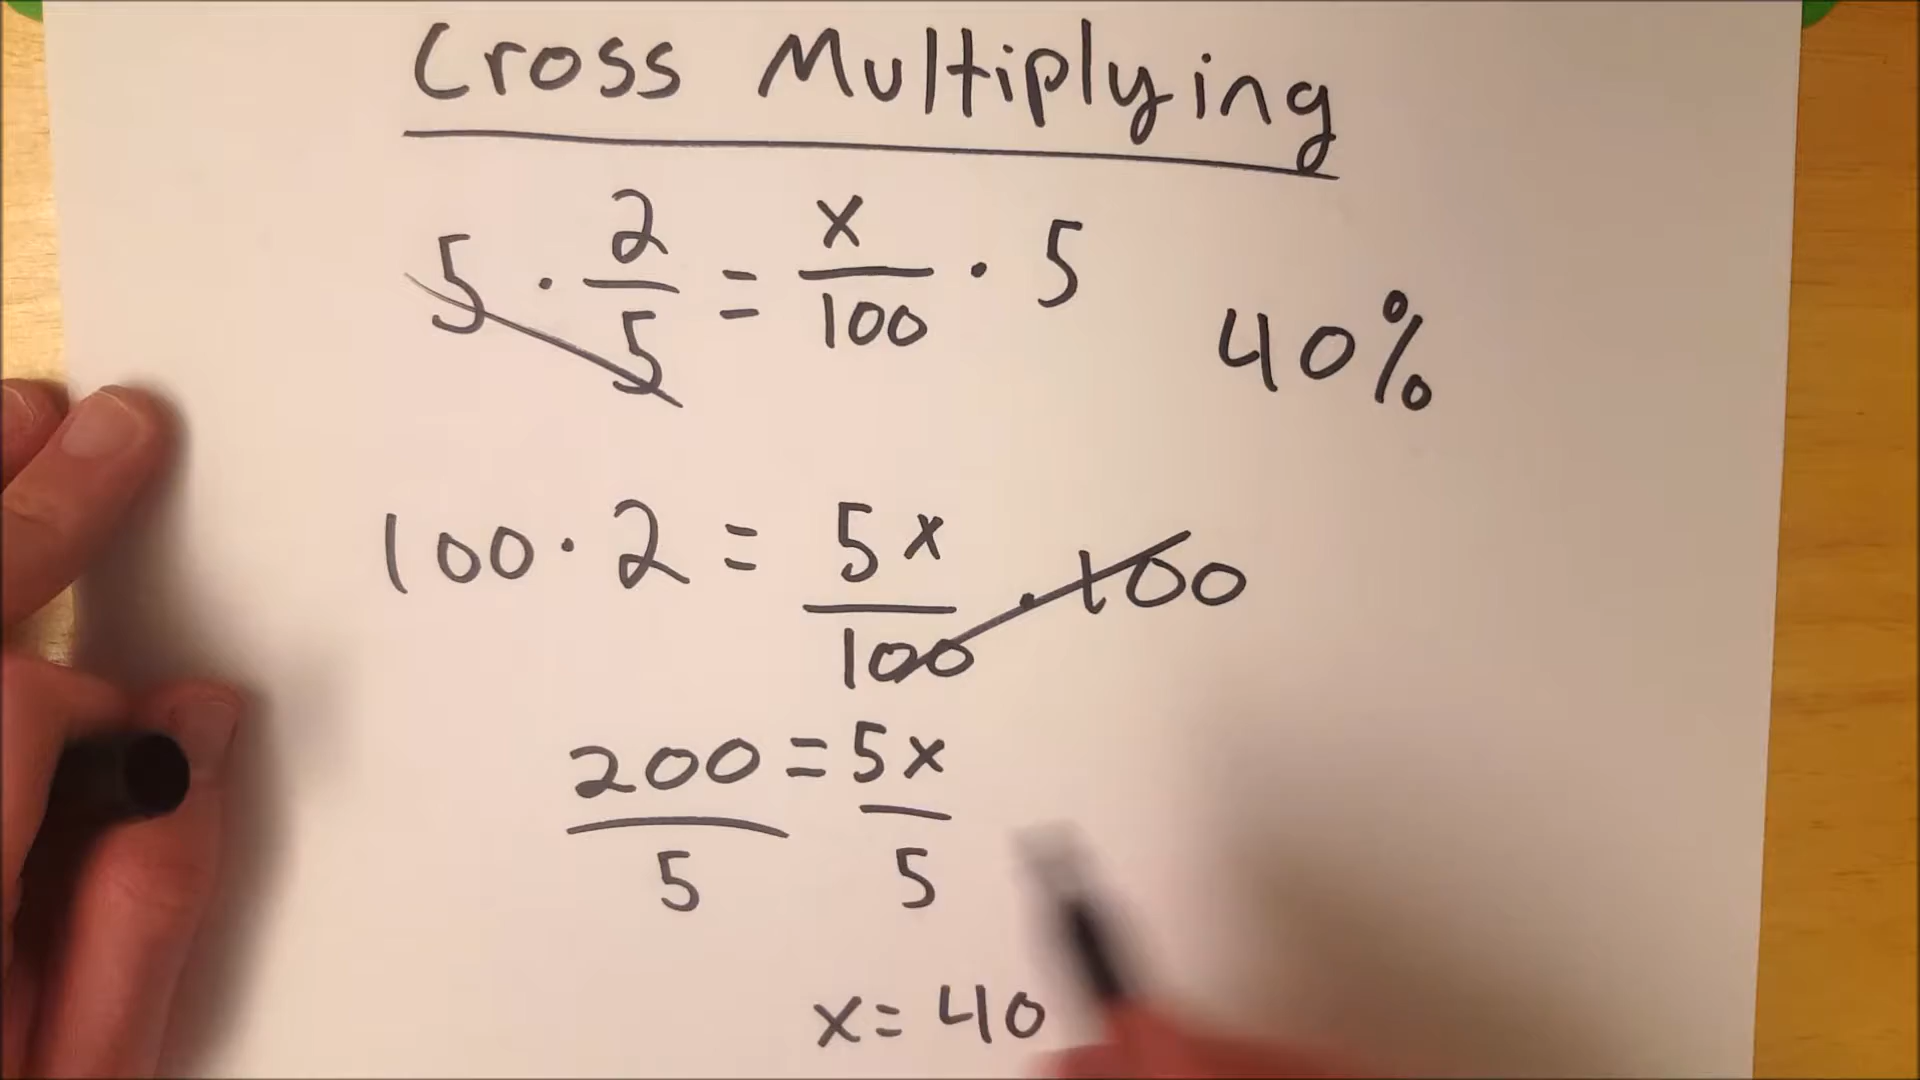 Cross Multiplying
5 · 2/5 = x/100 · 5
40%
100 · 2 = 5x/100 · 100
200/5 = 5x/5
x = 40